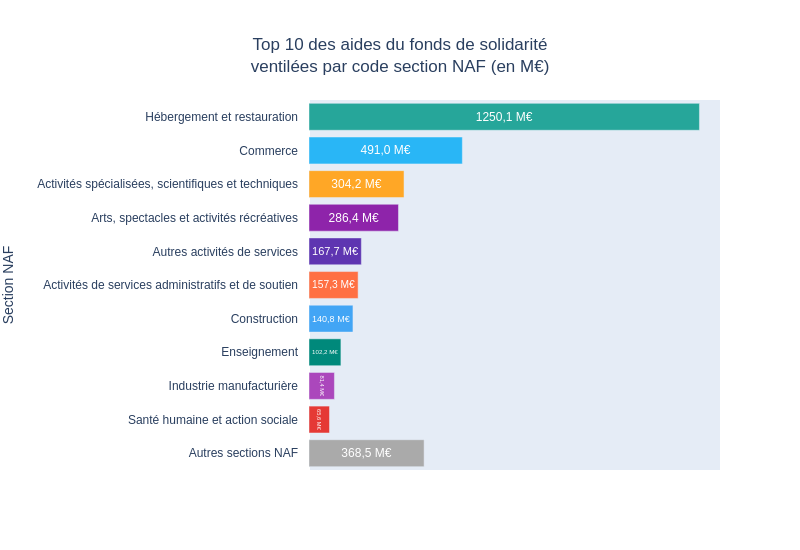 Top 10 des aides du fonds de solidarité
ventilées par code section NAF (en M€)
Section NAF
Hébergement et restauration 1250,1 M€
Commerce 491,0 M€
Activités spécialisées, scientifiques et techniques 304,2 M€
Arts, spectacles et activités récréatives 286,4 M€
Autres activités de services 167,7 M€
Activités de services administratifs et de soutien 157,3 M€
Construction 140,8 M€
Enseignement 102,2 M€
Industrie manufacturière M€
Santé humaine et action sociale M€
Autres sections NAF 368,5 M€